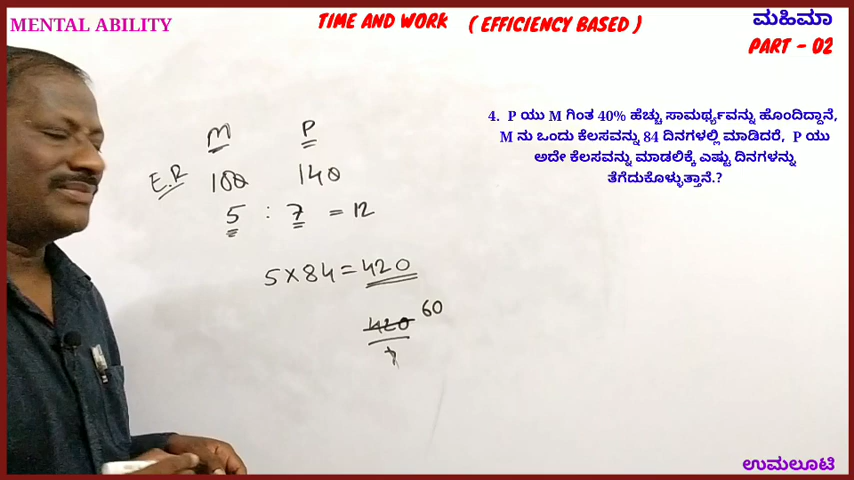 MENTAL ABILITY
TIME AND WORK ( EFFICIENCY BASED )
ಮಹಿಮಾ
PART - 02
4. P ಯು M ಗಿಂತ 40% ಹೆಚ್ಚು ಸಾಮರ್ಥ್ಯವನ್ನು ಹೊಂದಿದ್ದಾನೆ,
M ನು ಒಂದು ಕೆಲಸವನ್ನು 84 ದಿನಗಳಲ್ಲಿ ಮಾಡಿದರೆ, P ಯು
ಅದೇ ಕೆಲಸವನ್ನು ಮಾಡಲಿಕ್ಕೆ ಎಷ್ಟು ದಿನಗಳನ್ನು
ತೆಗೆದುಕೊಳ್ಳುತ್ತಾನೆ.?
M P
E.R 100 140
5 : 7 = 12
5 X 84 = 420
420 60
7
ಉಮಲೂಟಿ